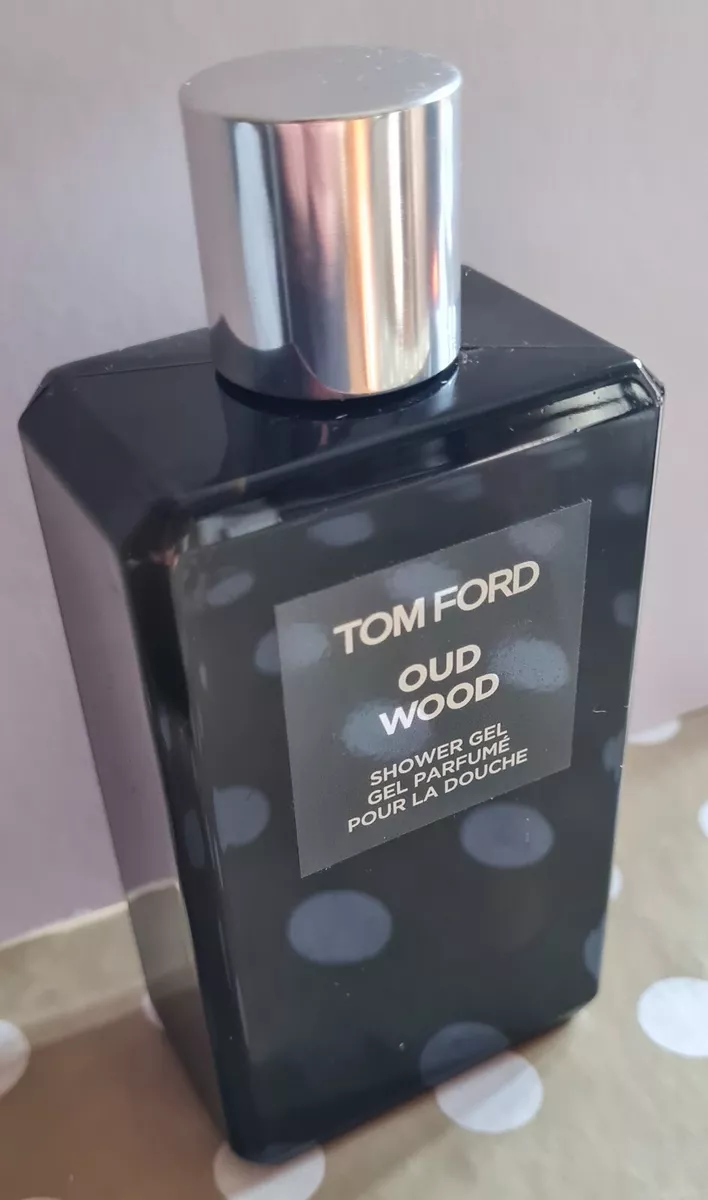 TOM FORD
OUD
WOOD
SHOWER GEL
GEL PARFUMÉ
POUR LA DOUCHE